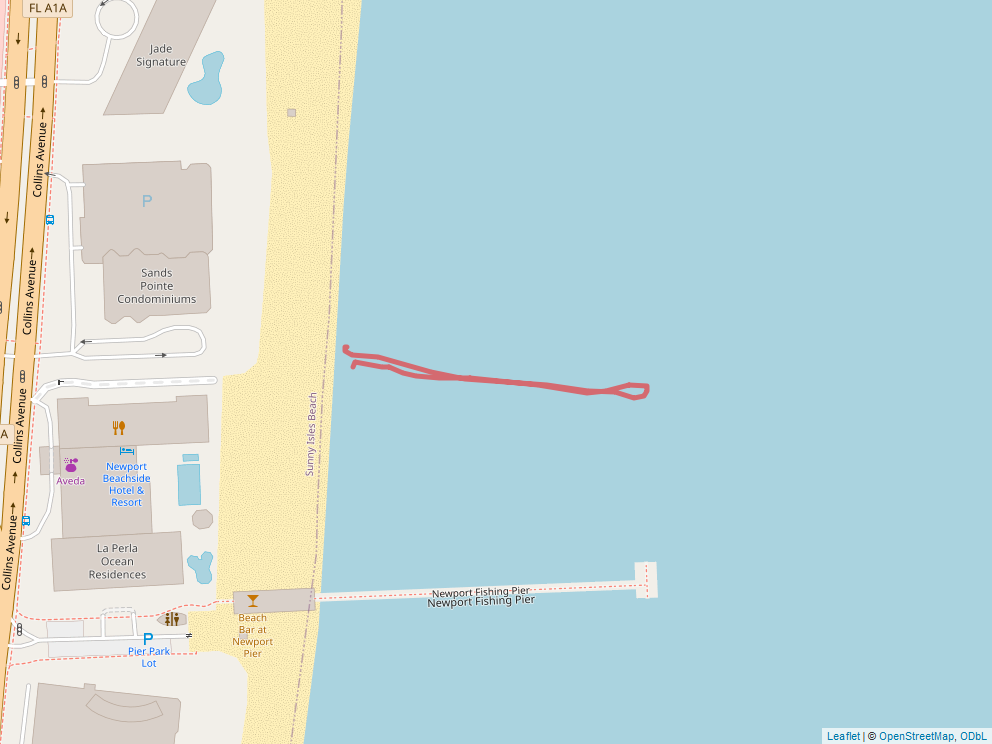 FL A1A
Jade
Signature
Collins Avenue
P
Collins Avenue
Sands
Pointe
Condominiums
Collins Avenue
Sunny Isles Beach
A
Aveda
Newport
Beachside
Hotel &
Resort
Collins Avenue
La Perla
Ocean
Residences
Newport Fishing Pier
Newport Fishing Pier
Beach
Bar at
Newport
Pier
P
Pier Park
Lot
Leaflet | © OpenStreetMap, ODbL